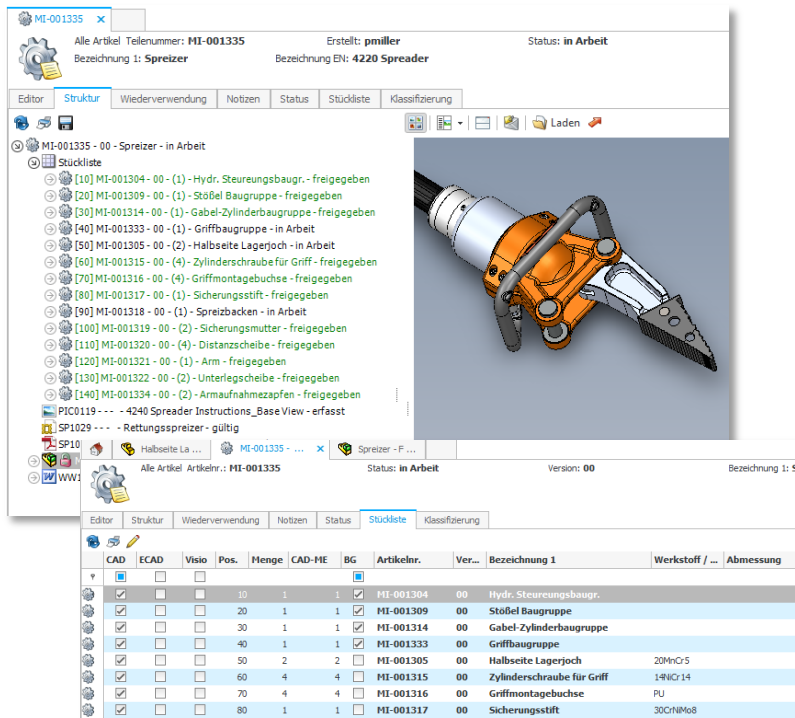 MI-001335 ×
Alle Artikel Teilenummer: MI-001335 Erstellt: pmiller Status: in Arbeit
Bezeichnung 1: Spreizer Bezeichnung EN: 4220 Spreader
Editor Struktur Wiederverwendung Notizen Status Stückliste Klassifizierung
Laden
MI-001335 - 00 - Spreizer - in Arbeit
Stückliste
[10] MI-001304 - 00 - (1) - Hydr. Steureungsbaugr. - freigegeben
[20] MI-001309 - 00 - (1) - Stößel Baugruppe - freigegeben
[30] MI-001314 - 00 - (1) - Gabel-Zylinderbaugruppe - freigegeben
[40] MI-001333 - 00 - (1) - Griffbaugruppe - in Arbeit
[50] MI-001305 - 00 - (2) - Halbseite Lagerjoch - in Arbeit
[60] MI-001315 - 00 - (4) - Zylinderschraube für Griff - freigegeben
[70] MI-001316 - 00 - (4) - Griffmontagebuchse - freigegeben
[80] MI-001317 - 00 - (1) - Sicherungsstift - freigegeben
[90] MI-001318 - 00 - (1) - Spreizbacken - in Arbeit
[100] MI-001319 - 00 - (2) - Sicherungsmutter - freigegeben
[110] MI-001320 - 00 - (4) - Distanzscheibe - freigegeben
[120] MI-001321 - 00 - (1) - Arm - freigegeben
[130] MI-001322 - 00 - (2) - Unterlegscheibe - freigegeben
[140] MI-001334 - 00 - (2) - Armaufnahmezapfen - freigegeben
PIC0119 - - - - 4240 Spreader Instructions_Base View - erfasst
SP1029 - - - - Rettungsspreizer - gültig
SP10
WW1
Halbseite La ... MI-001335 - ... × Spreizer - F ...
Alle Artikel Artikelnr.: MI-001335 Status: in Arbeit Version: 00 Bezeichnung 1: S
Editor Struktur Wiederverwendung Notizen Status Stückliste Klassifizierung
CAD ECAD Visio Pos. Menge CAD-ME BG Artikelnr. Ver... Bezeichnung 1 Werkstoff / ... Abmessung
10 1 1 MI-001304 00 Hydr. Steureungsbaugr.
20 1 1 MI-001309 00 Stößel Baugruppe
30 1 1 MI-001314 00 Gabel-Zylinderbaugruppe
40 1 1 MI-001333 00 Griffbaugruppe
50 2 2 MI-001305 00 Halbseite Lagerjoch 20MnCr5
60 4 4 MI-001315 00 Zylinderschraube für Griff 14NiCr14
70 4 4 MI-001316 00 Griffmontagebuchse PU
80 1 1 MI-001317 00 Sicherungsstift 30CrNiMo8